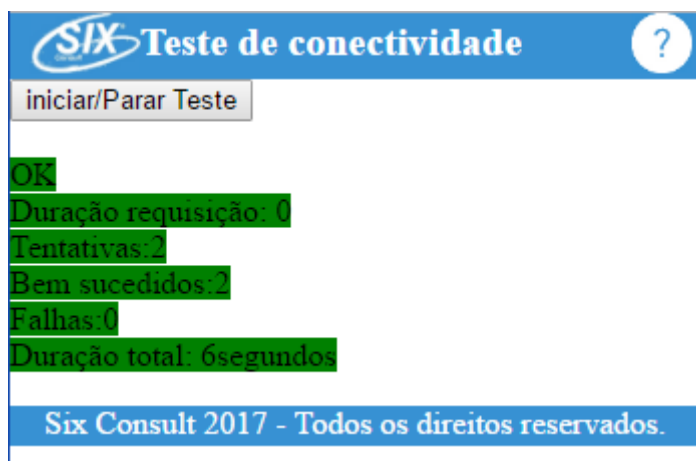 SIX Teste de conectividade ?
Consult
iniciar/Parar Teste
OK
Duração requisição: 0
Tentativas:2
Bem sucedidos:2
Falhas:0
Duração total: 6segundos
Six Consult 2017 - Todos os direitos reservados.